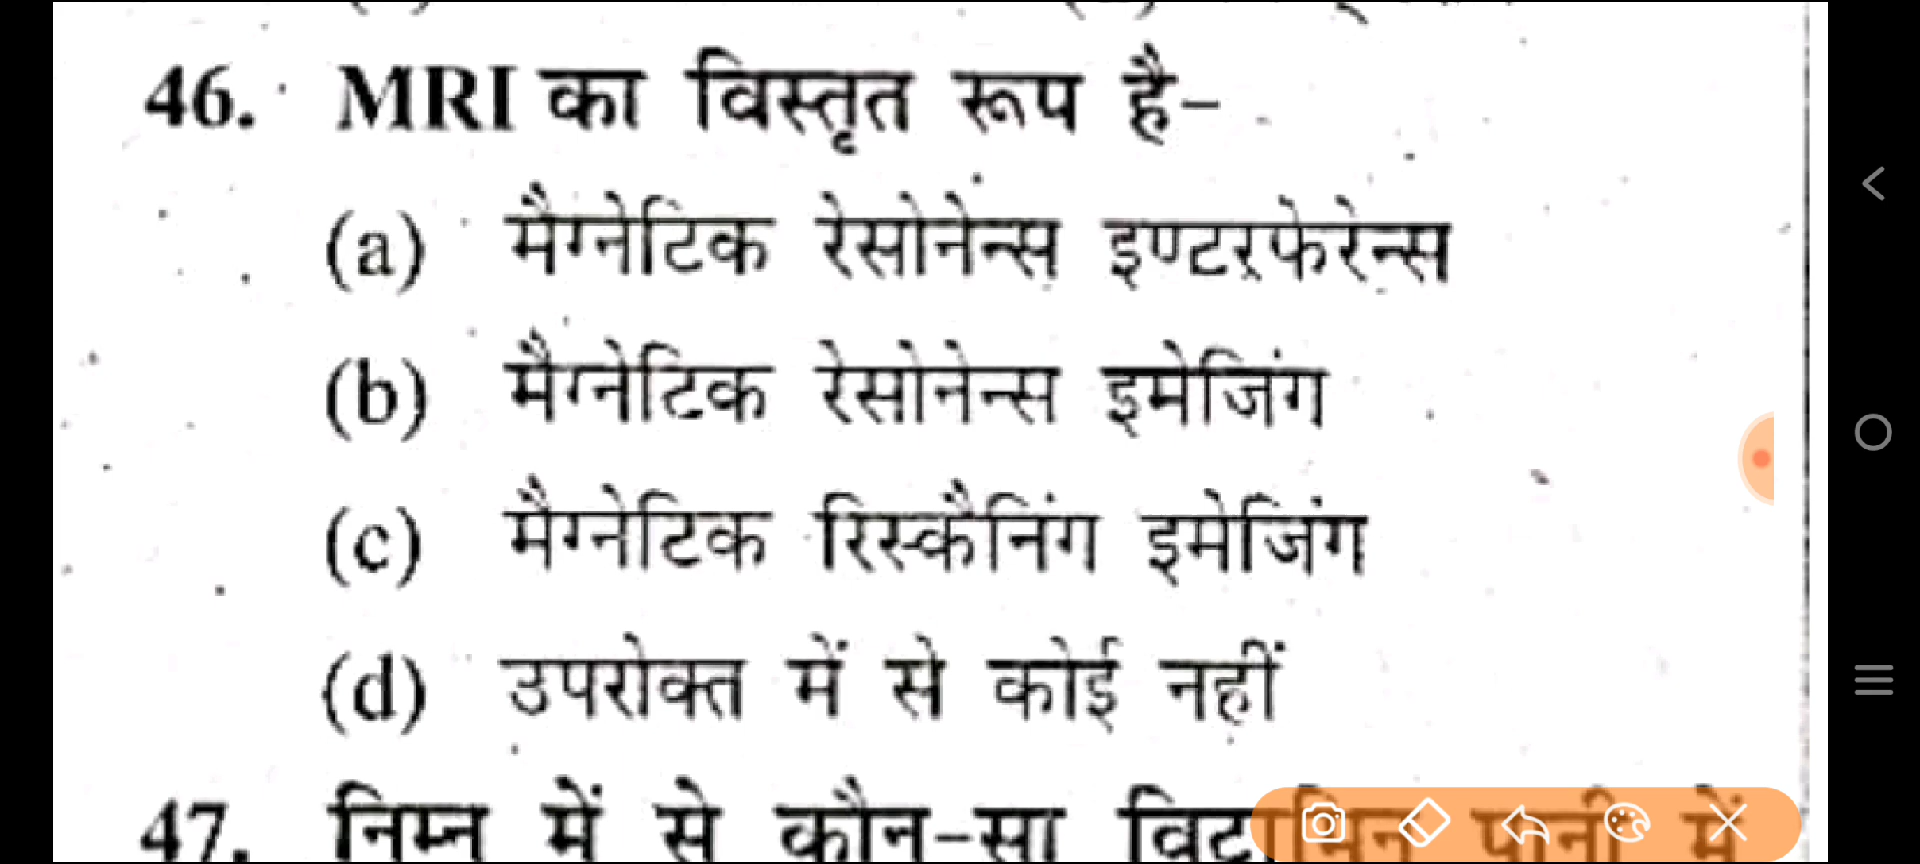 46. MRI का विस्तृत रूप है–
(a) मैग्नेटिक रेसोनेन्स इण्टरफेरेन्स
(b) मैग्नेटिक रेसोनेन्स इमेजिंग
(c) मैग्नेटिक रिस्कैनिंग इमेजिंग
(d) उपरोक्त में से कोई नहीं
47. निम्न में से कौन-सा विटामिन पानी में